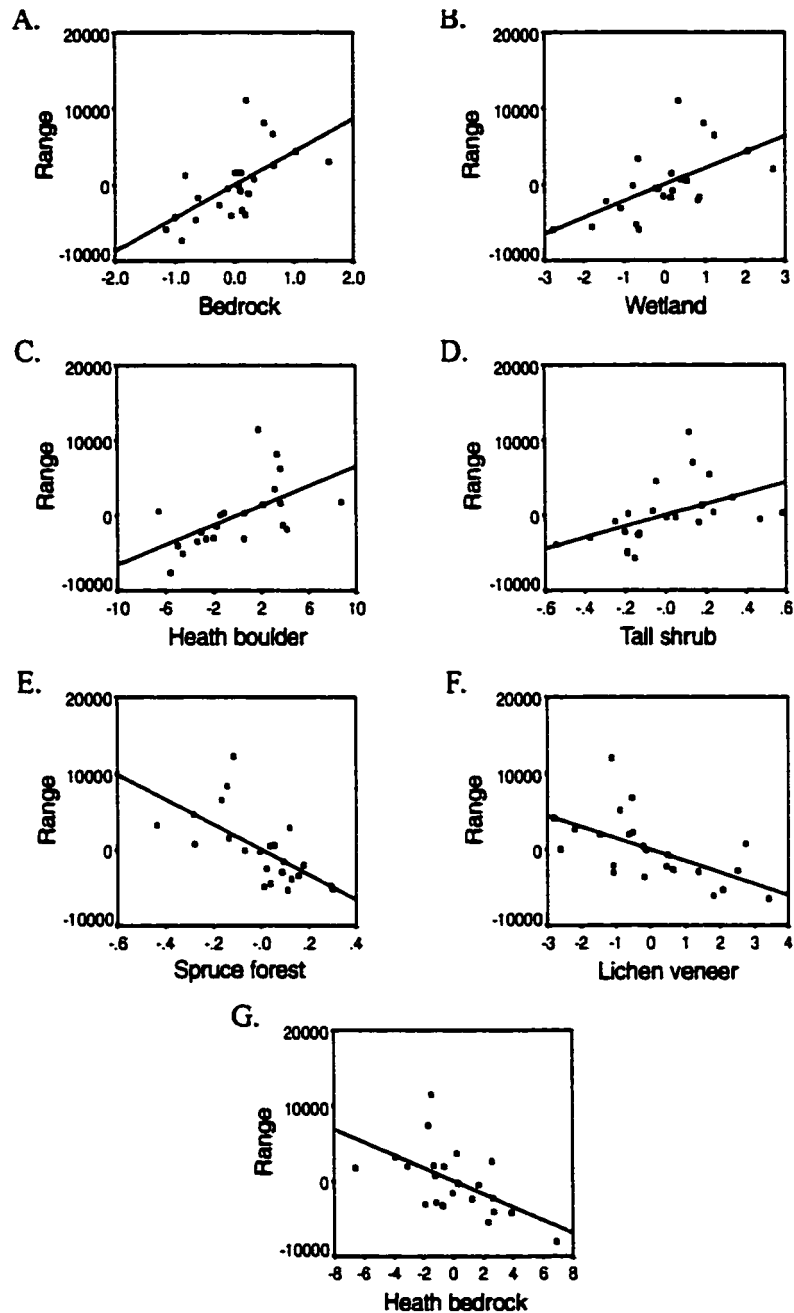 A.
20000
10000
0
-10000
Range
-2.0 -1.0 0.0 1.0 2.0
Bedrock
B.
20000
10000
0
-10000
Range
-3 -2 -1 0 1 2 3
Wetland
C.
20000
10000
0
-10000
Range
-10 -6 -2 2 6 10
Heath boulder
D.
20000
10000
0
-10000
Range
-.6 -.4 -.2 0.0 .2 .4 .6
Tall shrub
E.
20000
10000
0
-10000
Range
-.6 -.4 -.2 -.0 .2 .4
Spruce forest
F.
20000
10000
0
-10000
Range
-3 -2 -1 0 1 2 3 4
Lichen veneer
G.
20000
10000
0
-10000
Range
-8 -6 -4 -2 0 2 4 6 8
Heath bedrock